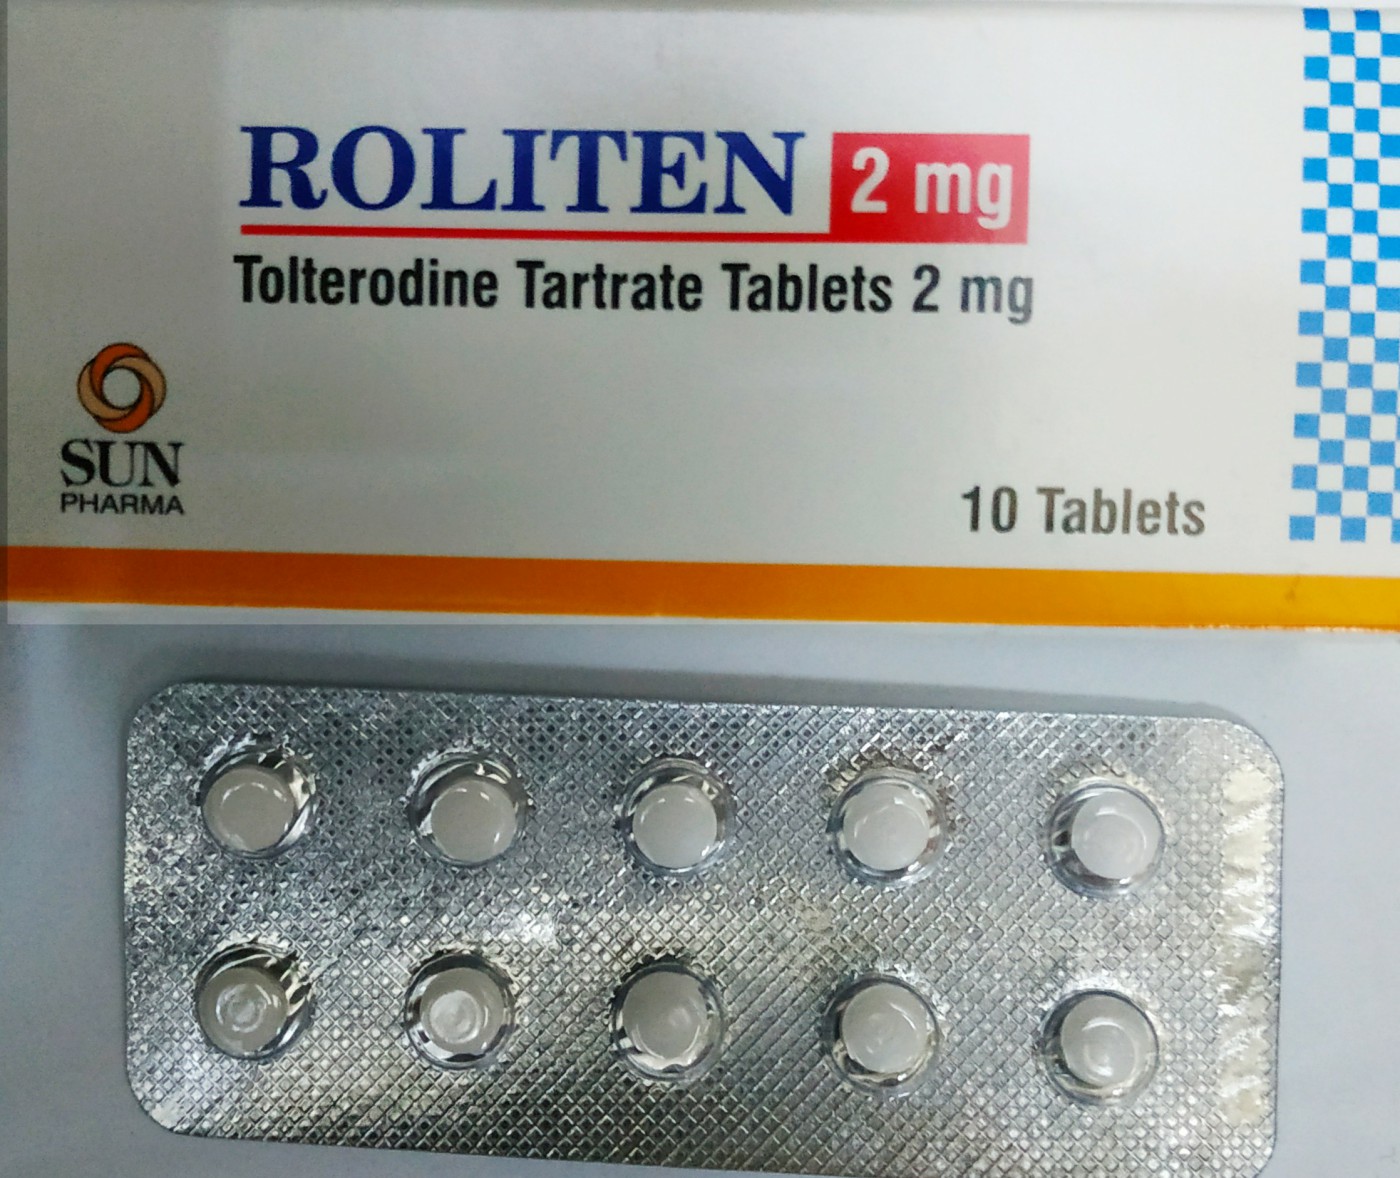 ROLITEN 2 mg
Tolterodine Tartrate Tablets 2 mg
SUN
PHARMA
10 Tablets